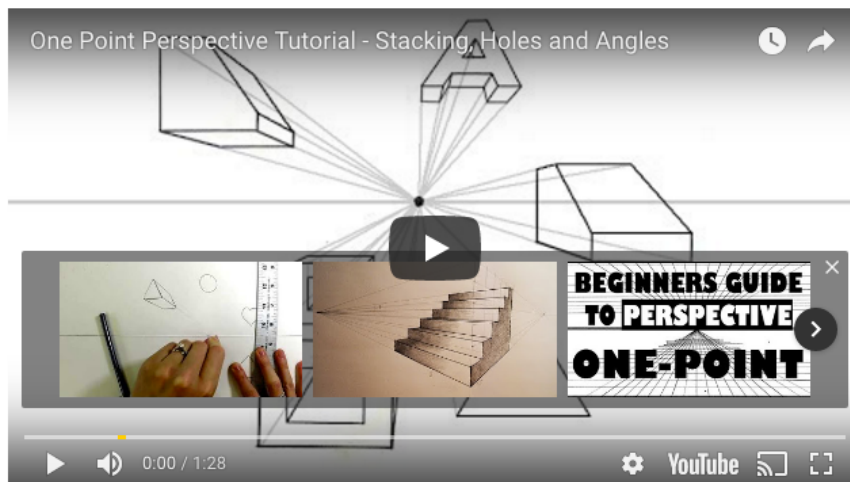 One Point Perspective Tutorial - Stacking, Holes and Angles
A
BEGINNERS GUIDE
TO PERSPECTIVE
ONE-POINT
0:00 / 1:28
YouTube